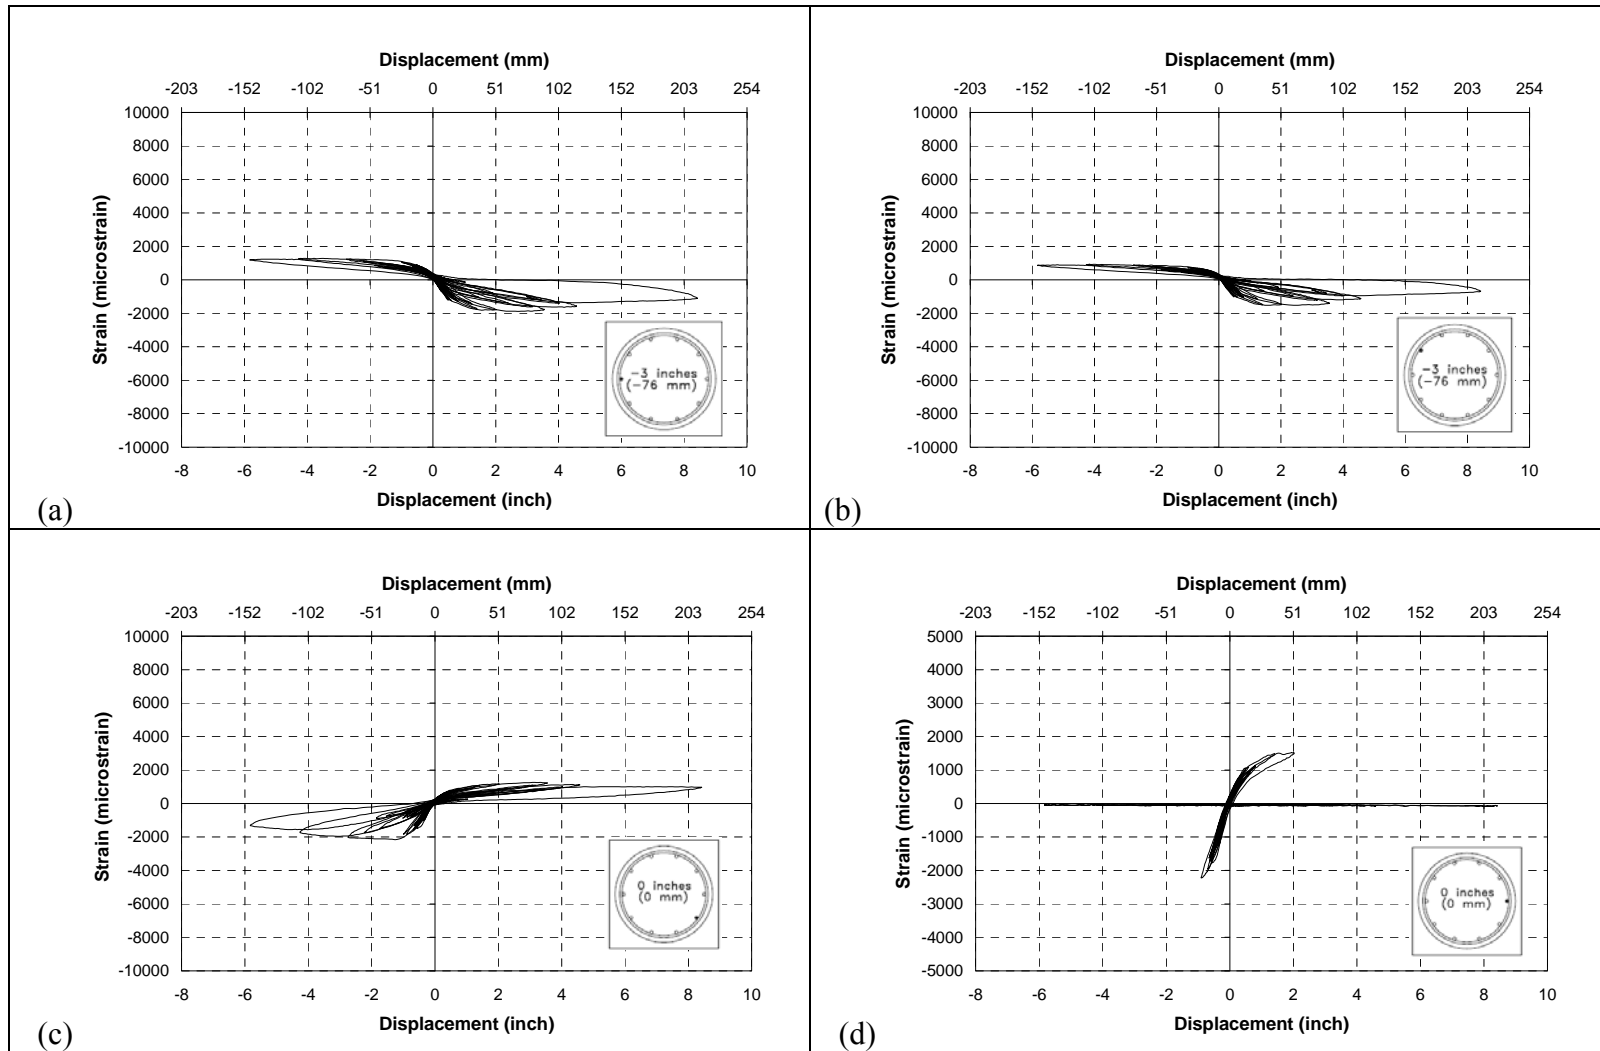 Displacement (mm)
-203 -152 -102 -51 0 51 102 152 203 254
10000
8000
6000
4000
2000
0
-2000
-4000
-6000
-8000
-10000
Strain (microstrain)
-3 inches
(-76 mm)
-8 -6 -4 -2 0 2 4 6 8 10
Displacement (inch)
(a)
Displacement (mm)
-203 -152 -102 -51 0 51 102 152 203 254
10000
8000
6000
4000
2000
0
-2000
-4000
-6000
-8000
-10000
Strain (microstrain)
-3 inches
(-76 mm)
-8 -6 -4 -2 0 2 4 6 8 10
Displacement (inch)
(b)
Displacement (mm)
-203 -152 -102 -51 0 51 102 152 203 254
10000
8000
6000
4000
2000
0
-2000
-4000
-6000
-8000
-10000
Strain (microstrain)
0 inches
(0 mm)
-8 -6 -4 -2 0 2 4 6 8 10
Displacement (inch)
(c)
Displacement (mm)
-203 -152 -102 -51 0 51 102 152 203 254
5000
4000
3000
2000
1000
0
-1000
-2000
-3000
-4000
-5000
Strain (microstrain)
0 inches
(0 mm)
-8 -6 -4 -2 0 2 4 6 8 10
Displacement (inch)
(d)